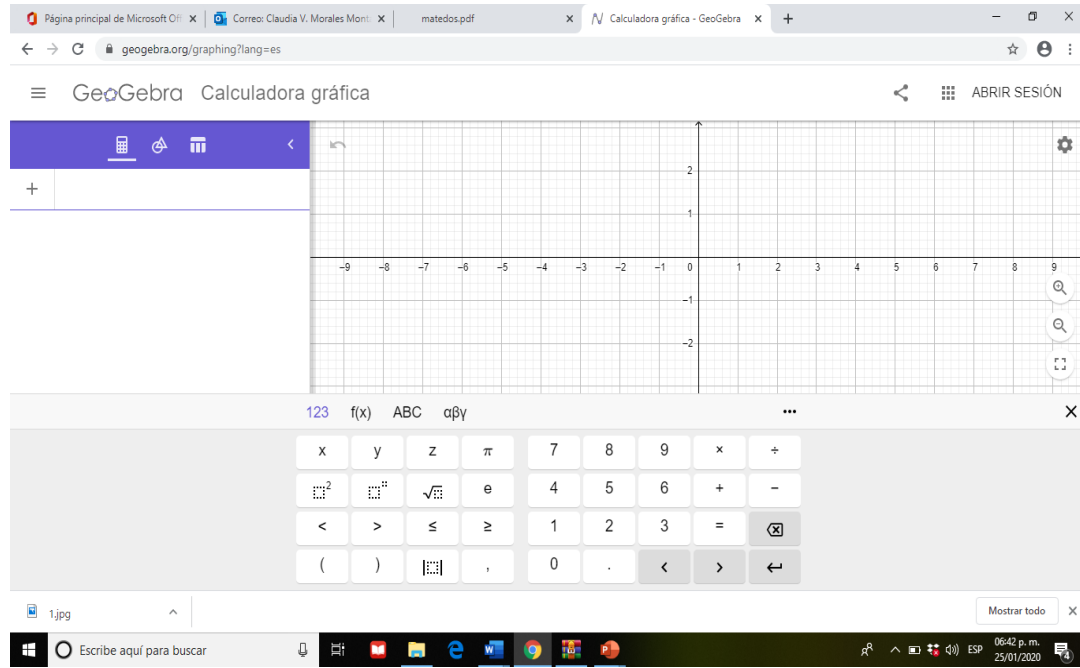 Página principal de Microsoft Off
Correo: Claudia V. Morales Mont
matedos.pdf
Calculadora gráfica - GeoGebra
geogebra.org/graphing?lang=es
GeoGebra Calculadora gráfica
ABRIR SESIÓN
+
2
1
-9 -8 -7 -6 -5 -4 -3 -2 -1 0 1 2 3 4 5 6 7 8 9
-1
-2
123 f(x) ABC αβγ
x y z π 7 8 9 × ÷
2 √ e 4 5 6 + −
< > ≤ ≥ 1 2 3 =
( ) | | , 0 . < >
1.jpg
Mostrar todo
Escribe aquí para buscar
ESP
06:42 p. m.
25/01/2020
4